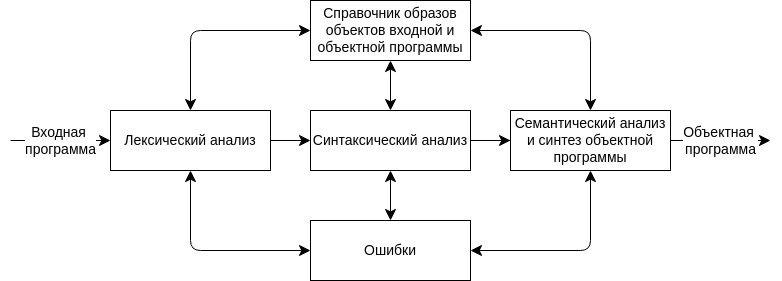 Справочник образов
объектов входной и
объектной программы
Входная
программа
Лексический анализ
Синтаксический анализ
Семантический анализ
и синтез объектной
программы
Объектная
программа
Ошибки